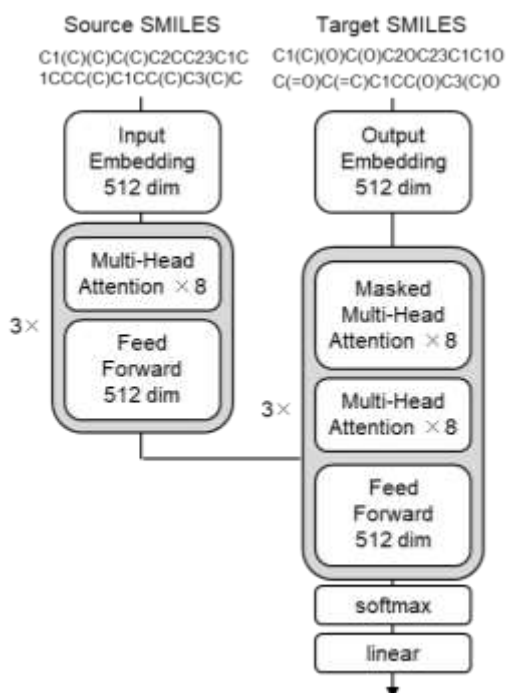 Source SMILES
C1(C)(C)C(C)C2CC23C1C
1CCC(C)C1CC(C)C3(C)C
Input
Embedding
512 dim
3×
Multi-Head
Attention × 8
Feed
Forward
512 dim
Target SMILES
C1(C)(O)C(O)C2OC23C1C1O
C(=O)C(=C)C1CC(O)C3(C)O
Output
Embedding
512 dim
3×
Masked
Multi-Head
Attention × 8
Multi-Head
Attention × 8
Feed
Forward
512 dim
softmax
linear